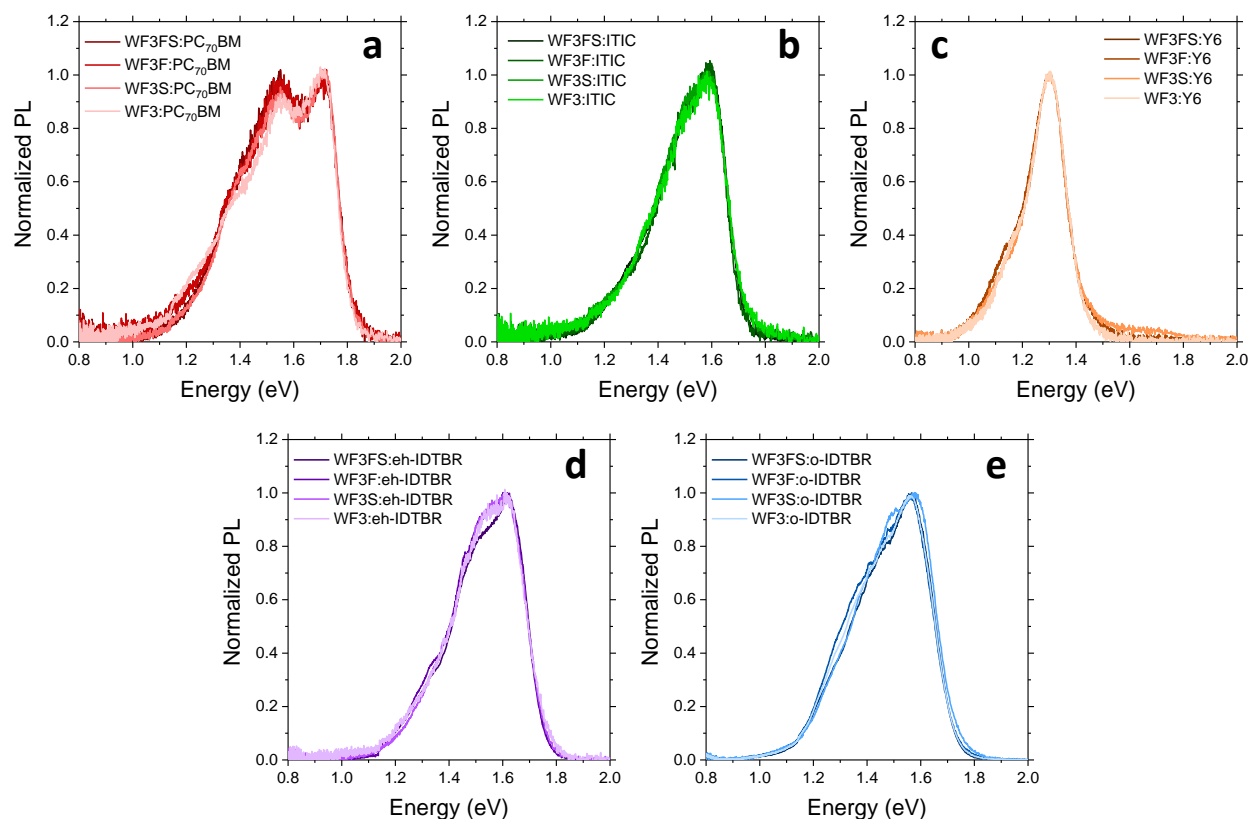 a
WF3FS:PC₇₀BM
WF3F:PC₇₀BM
WF3S:PC₇₀BM
WF3:PC₇₀BM
Normalized PL
1.2
1.0
0.8
0.6
0.4
0.2
0.0
0.8 1.0 1.2 1.4 1.6 1.8 2.0
Energy (eV)
b
WF3FS:ITIC
WF3F:ITIC
WF3S:ITIC
WF3:ITIC
Normalized PL
1.2
1.0
0.8
0.6
0.4
0.2
0.0
0.8 1.0 1.2 1.4 1.6 1.8 2.0
Energy (eV)
c
WF3FS:Y6
WF3F:Y6
WF3S:Y6
WF3:Y6
Normalized PL
1.2
1.0
0.8
0.6
0.4
0.2
0.0
0.8 1.0 1.2 1.4 1.6 1.8 2.0
Energy (eV)
d
WF3FS:eh-IDTBR
WF3F:eh-IDTBR
WF3S:eh-IDTBR
WF3:eh-IDTBR
Normalized PL
1.2
1.0
0.8
0.6
0.4
0.2
0.0
0.8 1.0 1.2 1.4 1.6 1.8 2.0
Energy (eV)
e
WF3FS:o-IDTBR
WF3F:o-IDTBR
WF3S:o-IDTBR
WF3:o-IDTBR
Normalized PL
1.2
1.0
0.8
0.6
0.4
0.2
0.0
0.8 1.0 1.2 1.4 1.6 1.8 2.0
Energy (eV)